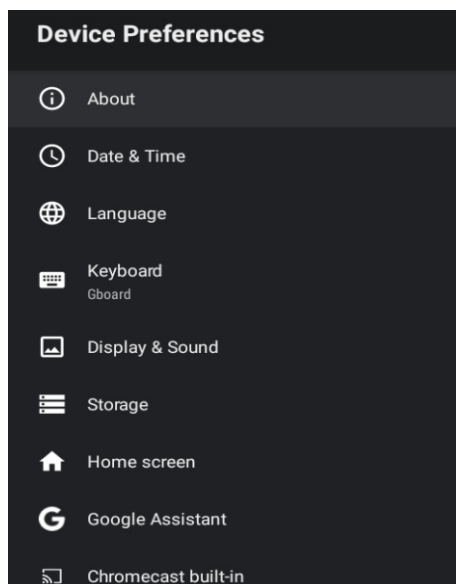 Device Preferences
About
Date & Time
Language
Keyboard
Gboard
Display & Sound
Storage
Home screen
Google Assistant
Chromecast built-in